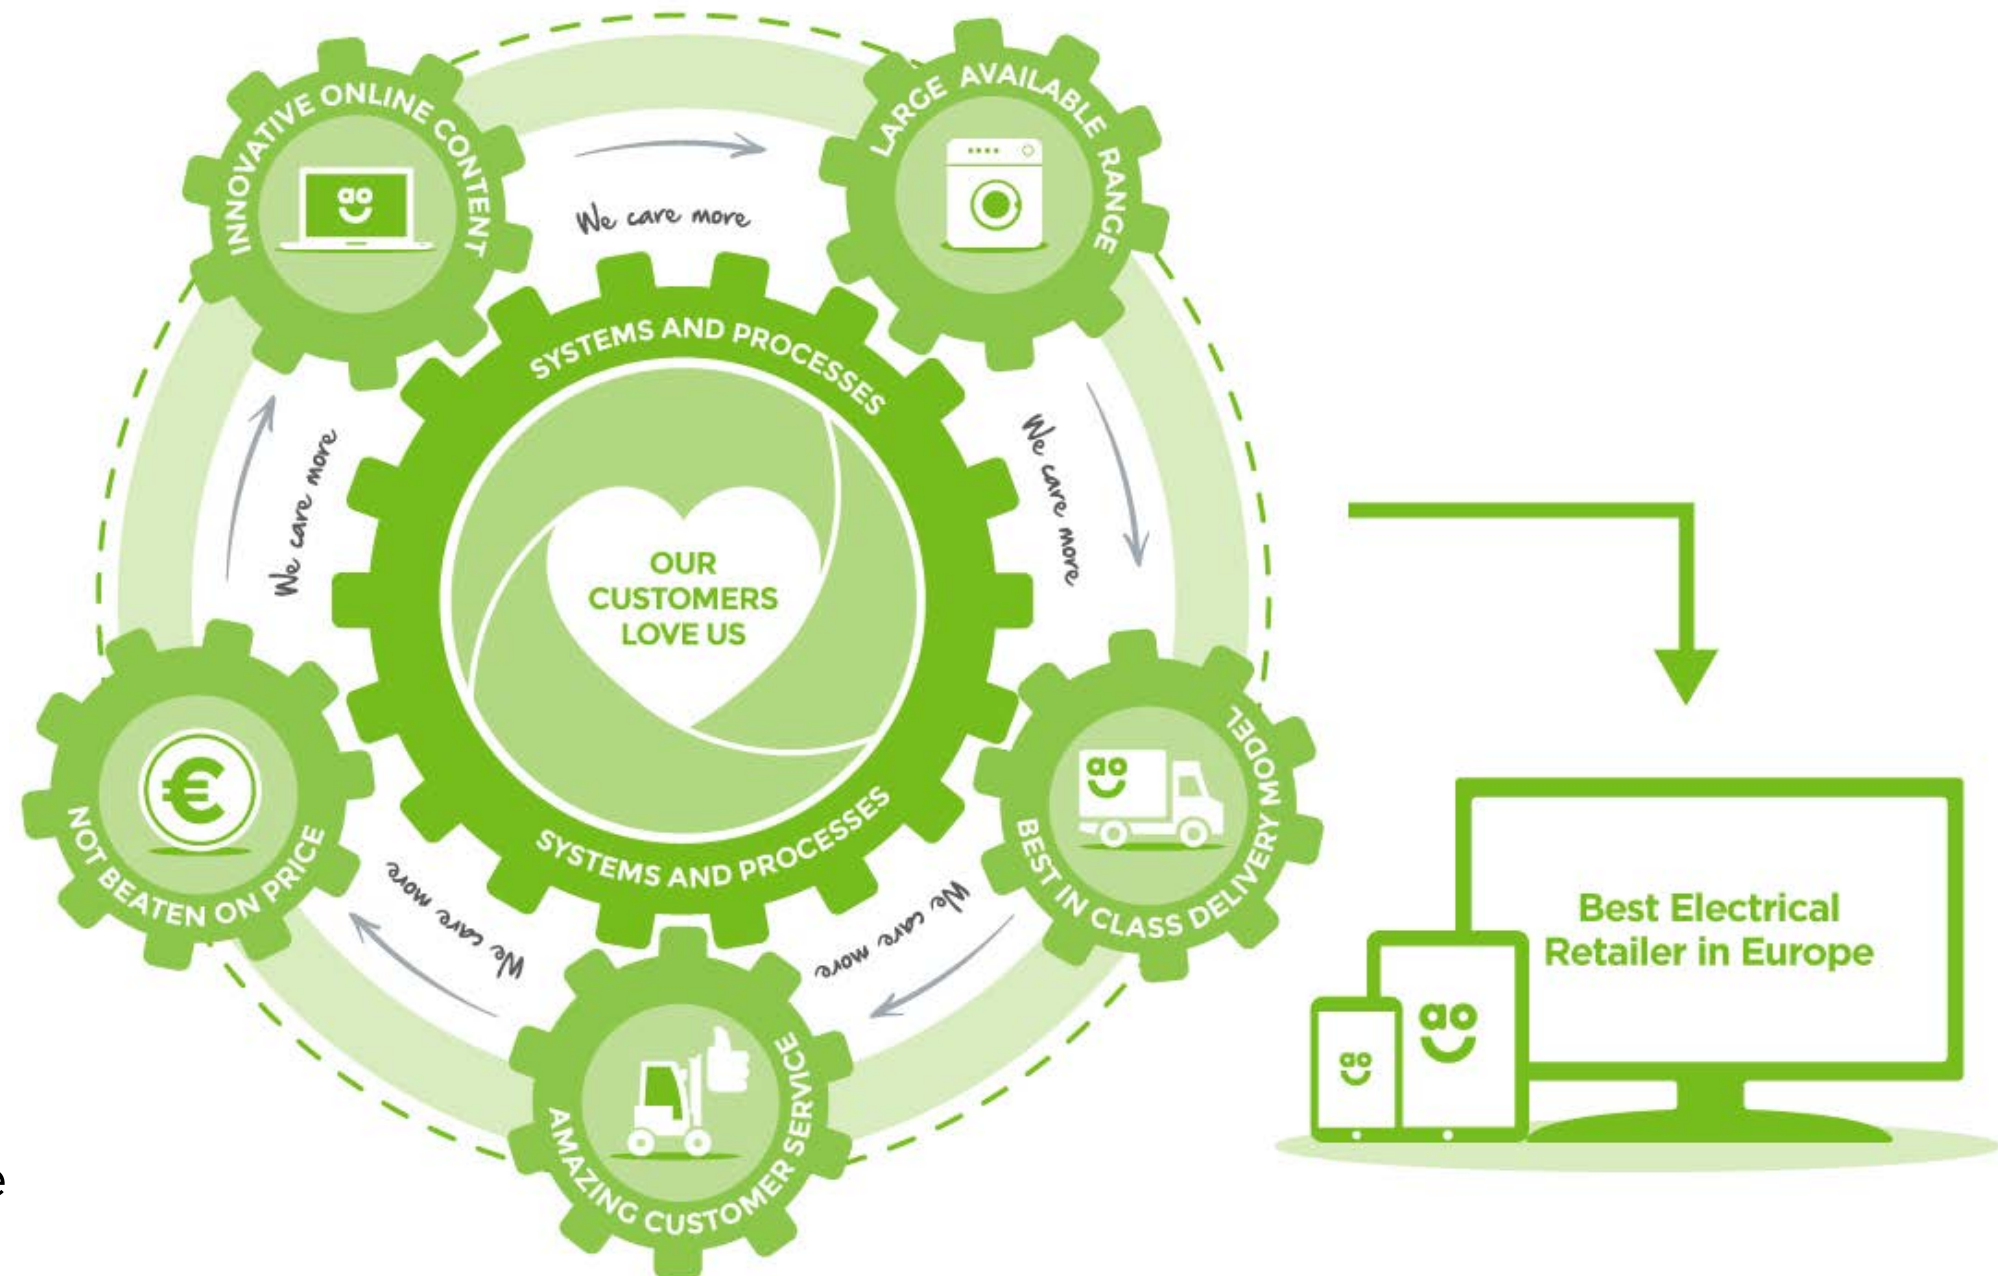 INNOVATIVE ONLINE CONTENT
ao
We care more
LARGE AVAILABLE RANGE
We care more
BEST IN CLASS DELIVERY MODEL
ao
We care more
AMAZING CUSTOMER SERVICE
We care more
NOT BEATEN ON PRICE
€
We care more
SYSTEMS AND PROCESSES
OUR
CUSTOMERS
LOVE US
SYSTEMS AND PROCESSES
Best Electrical
Retailer in Europe
ao
ao
e